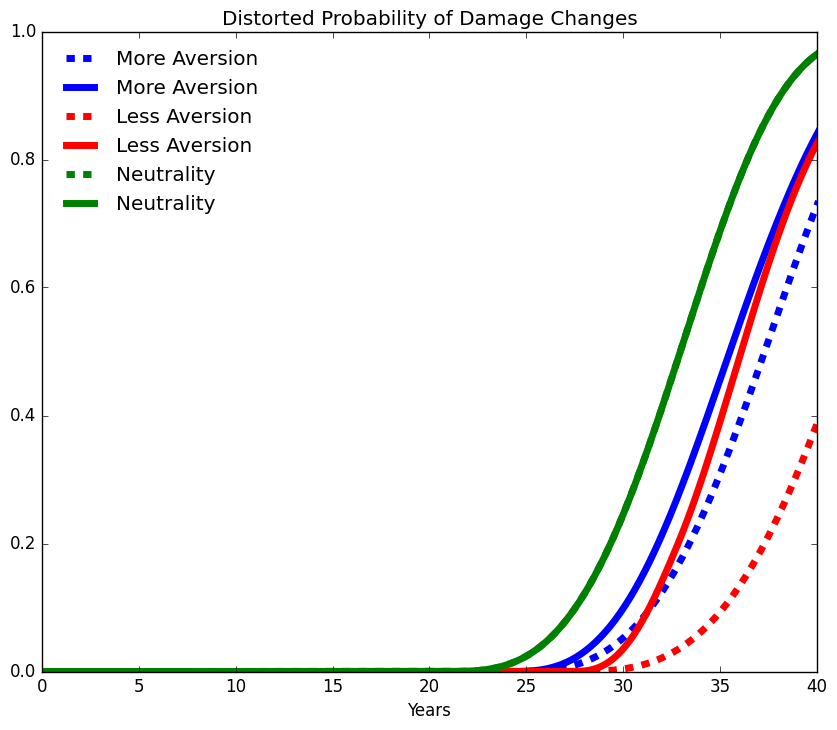 Distorted Probability of Damage Changes
1.0
More Aversion
More Aversion
Less Aversion
Less Aversion
Neutrality
Neutrality
0.8
0.6
0.4
0.2
0.0
0 5 10 15 20 25 30 35 40
Years